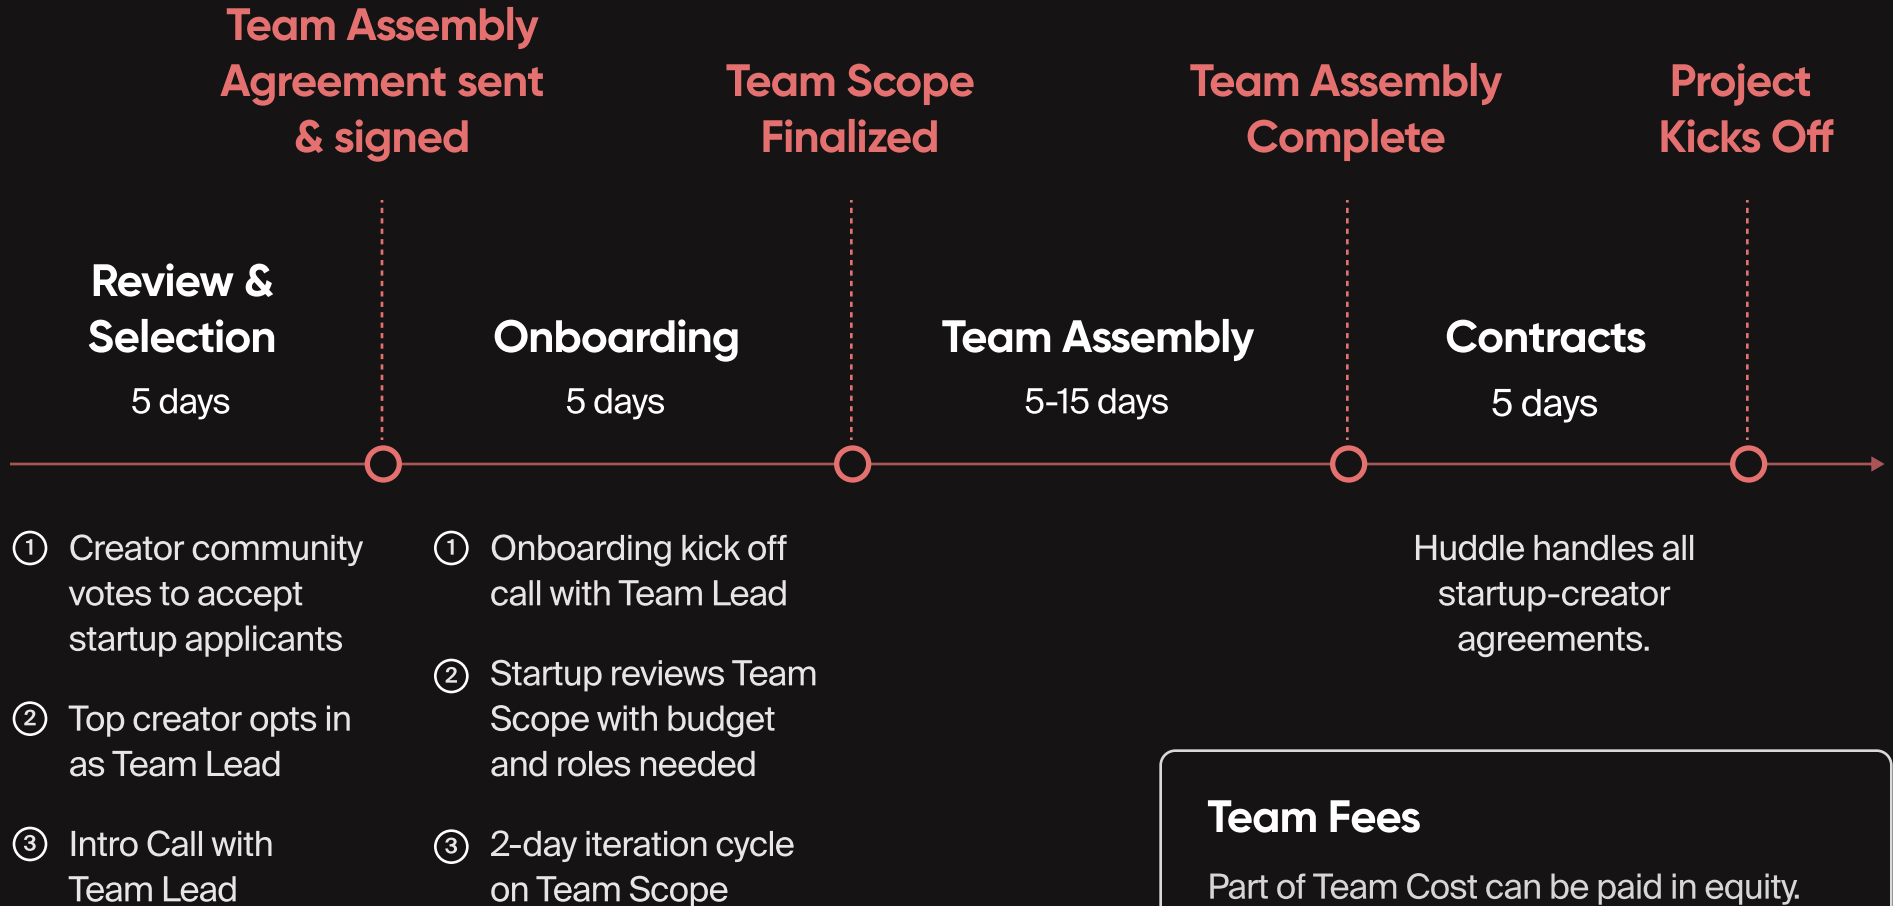 Team Assembly
Agreement sent
& signed
Team Scope
Finalized
Team Assembly
Complete
Project
Kicks Off
Review &
Selection
5 days
Onboarding
5 days
Team Assembly
5-15 days
Contracts
5 days
1 Creator community
votes to accept
startup applicants
2 Top creator opts in
as Team Lead
3 Intro Call with
Team Lead
1 Onboarding kick off
call with Team Lead
2 Startup reviews Team
Scope with budget
and roles needed
3 2-day iteration cycle
on Team Scope
Huddle handles all
startup-creator
agreements.
Team Fees
Part of Team Cost can be paid in equity.